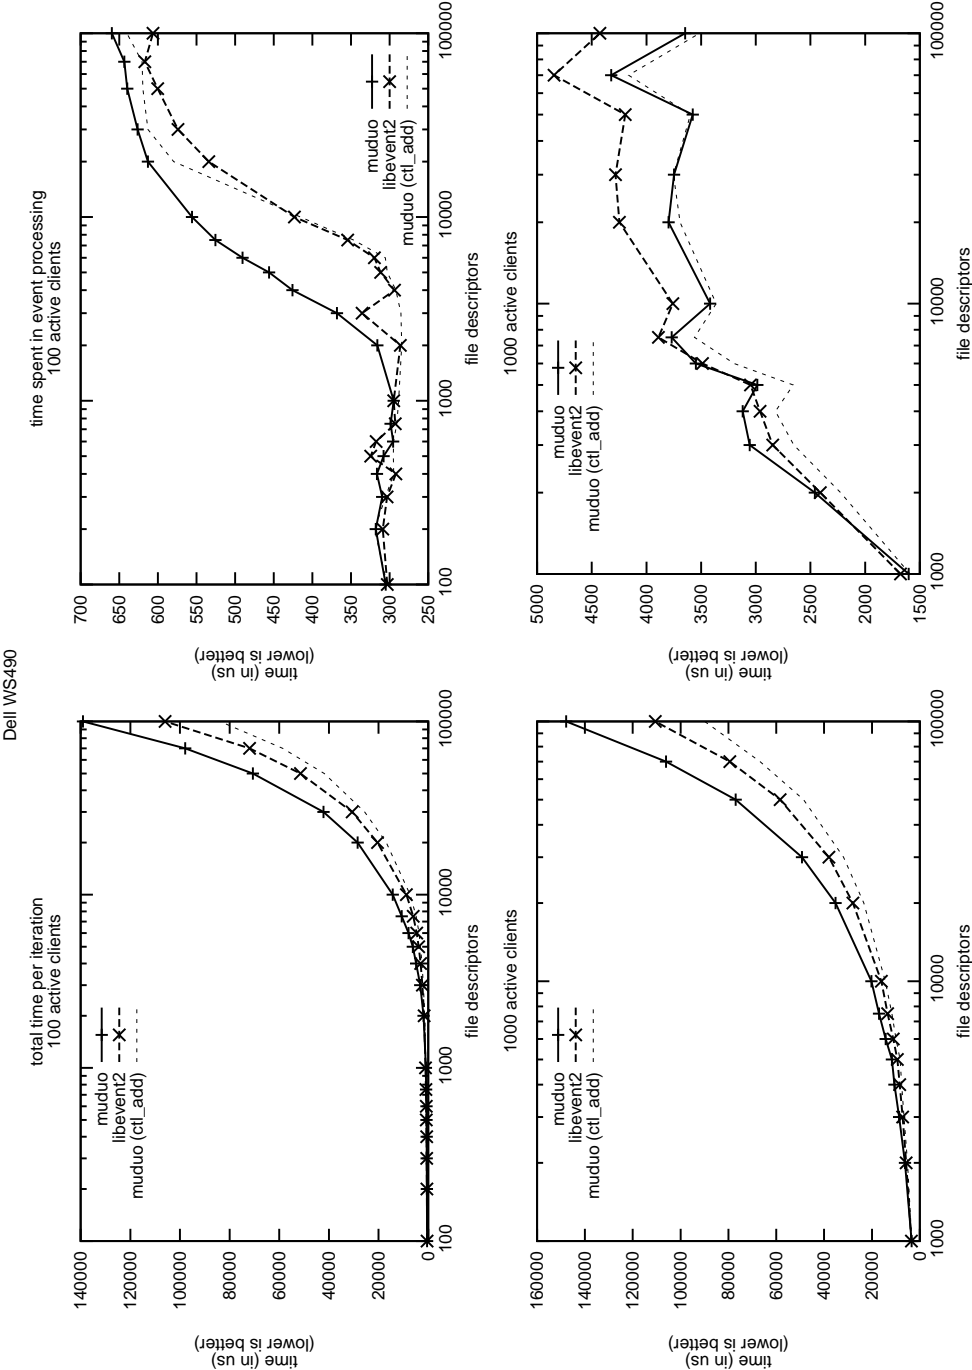 Dell WS490
total time per iteration
100 active clients
time (in us)
(lower is better)
140000
120000
100000
80000
60000
40000
20000
0
100
1000
10000
100000
file descriptors
muduo
libevent2
muduo (ctl_add)
time spent in event processing
100 active clients
time (in us)
(lower is better)
700
650
600
550
500
450
400
350
300
250
100
1000
10000
100000
file descriptors
muduo
libevent2
muduo (ctl_add)
1000 active clients
time (in us)
(lower is better)
160000
140000
120000
100000
80000
60000
40000
20000
0
1000
10000
100000
file descriptors
muduo
libevent2
muduo (ctl_add)
1000 active clients
time (in us)
(lower is better)
5000
4500
4000
3500
3000
2500
2000
1500
1000
10000
100000
file descriptors
muduo
libevent2
muduo (ctl_add)